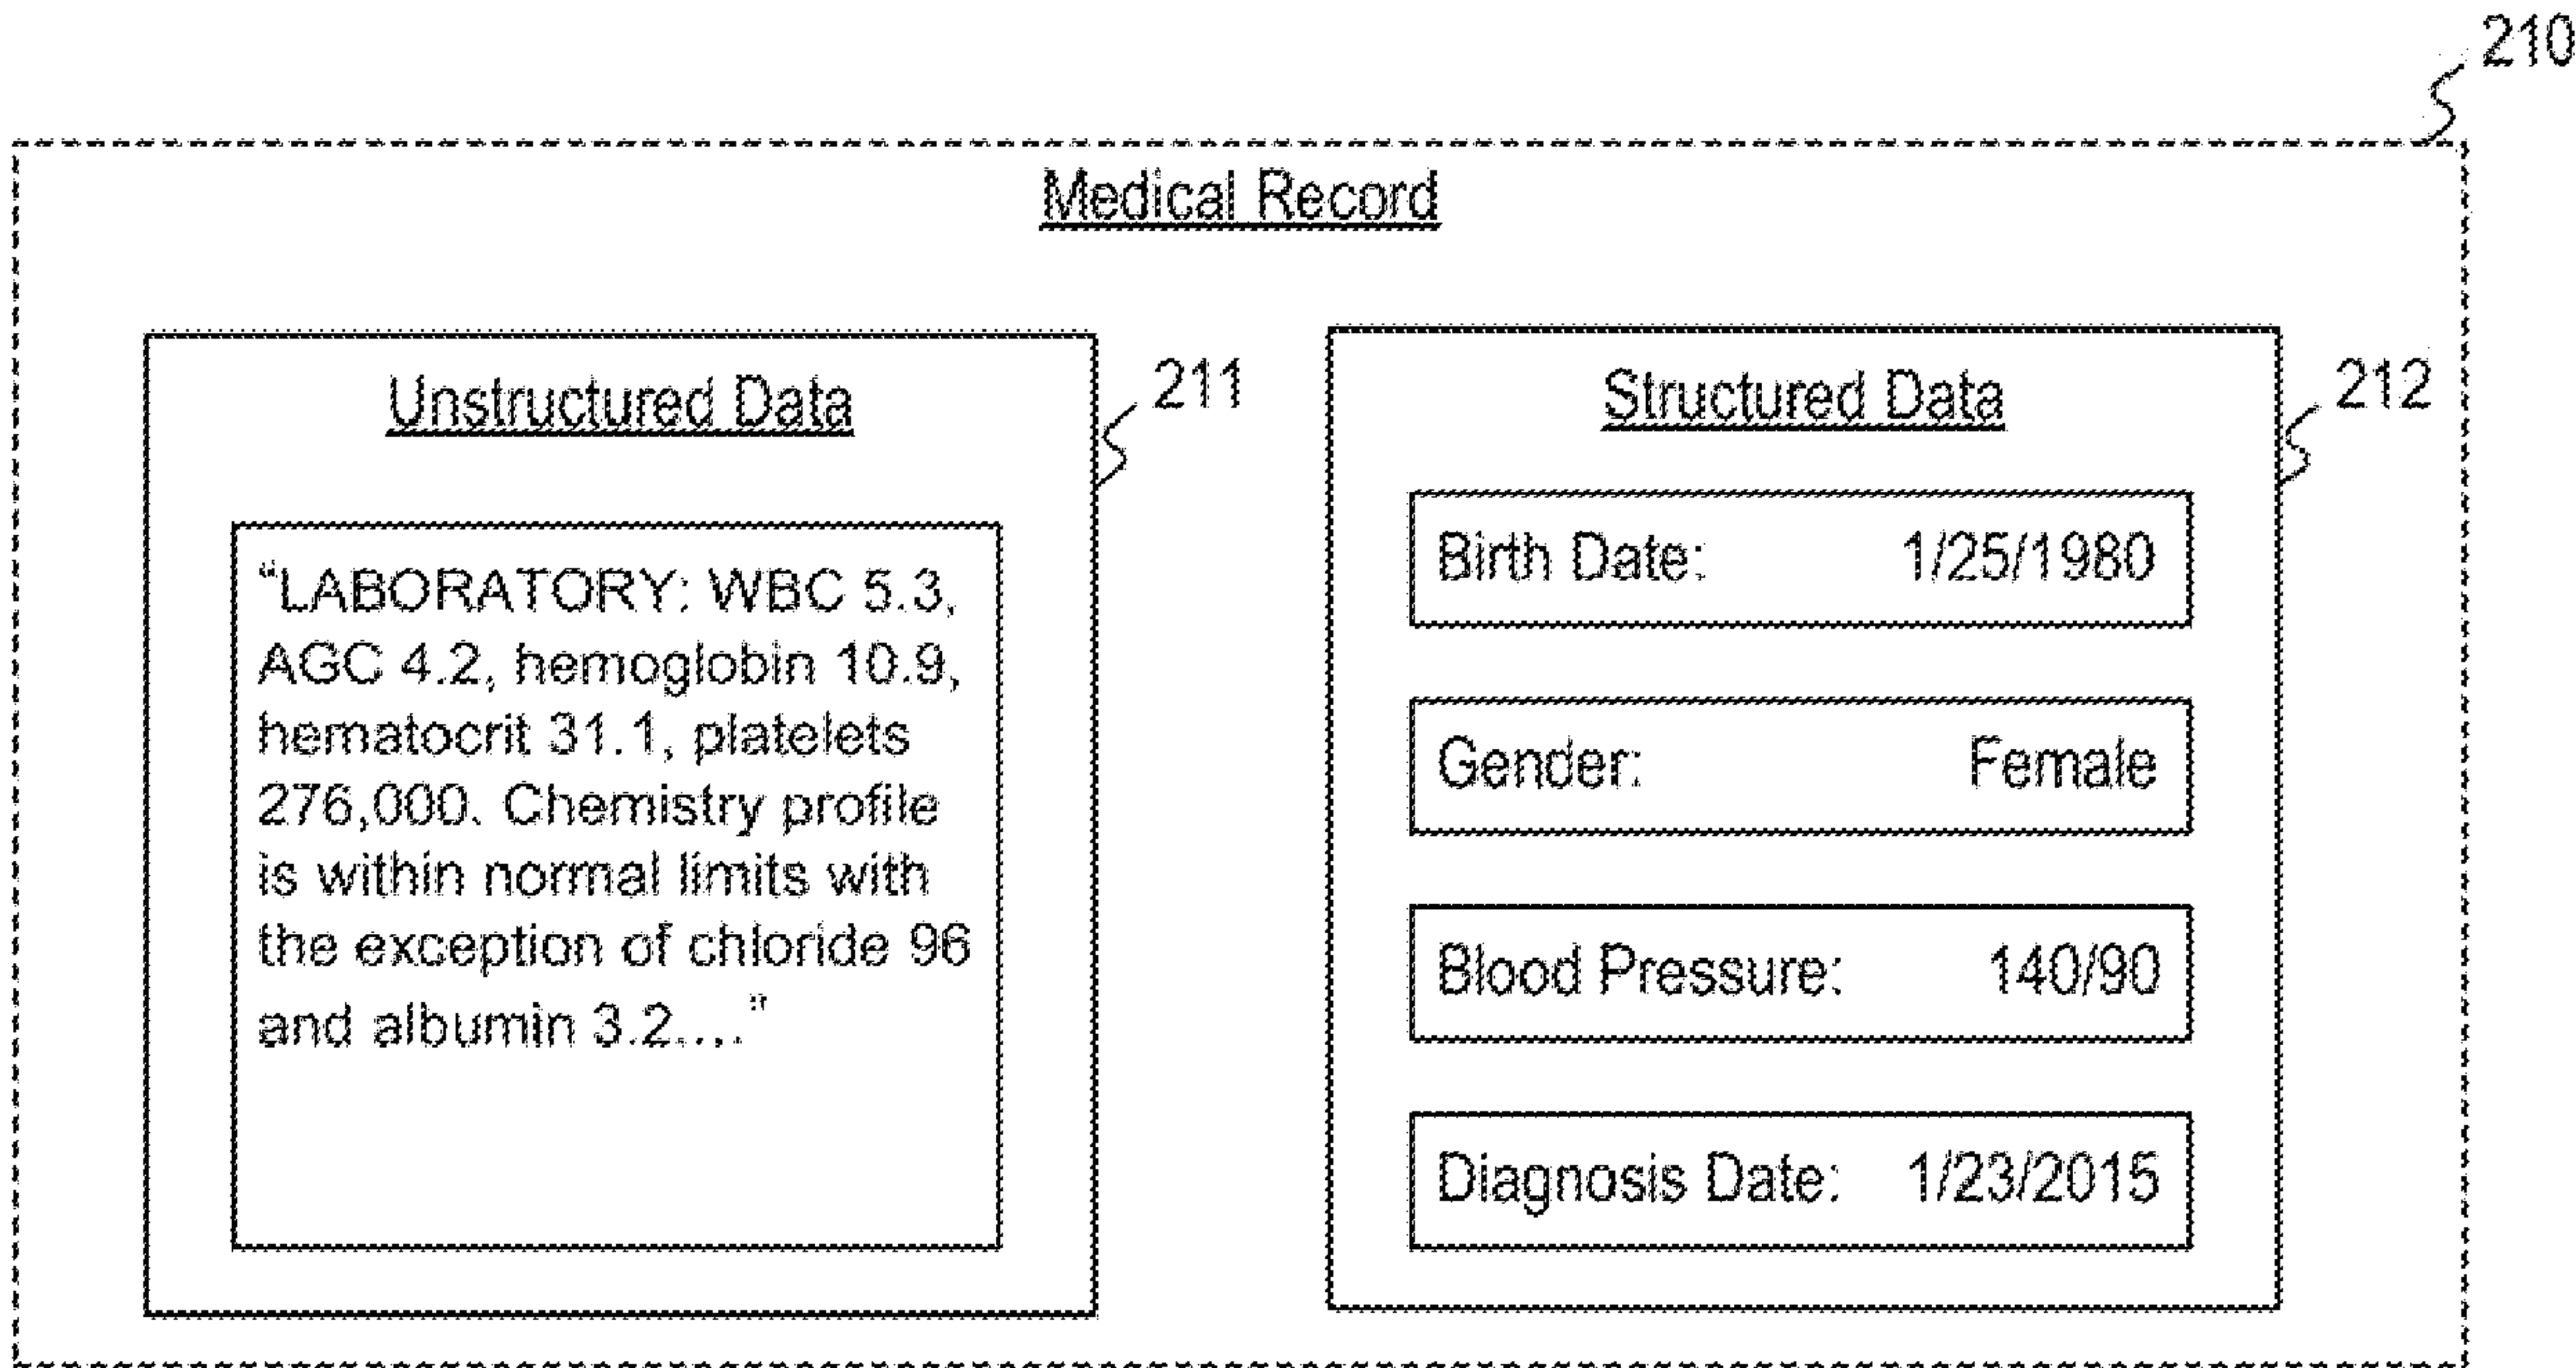 210
Medical Record
Unstructured Data
211
“LABORATORY: WBC 5.3,
AGC 4.2, hemoglobin 10.9,
hematocrit 31.1, platelets
276,000. Chemistry profile
is within normal limits with
the exception of chloride 96
and albumin 3.2....”
Structured Data
212
Birth Date: 1/25/1980
Gender: Female
Blood Pressure: 140/90
Diagnosis Date: 1/23/2015